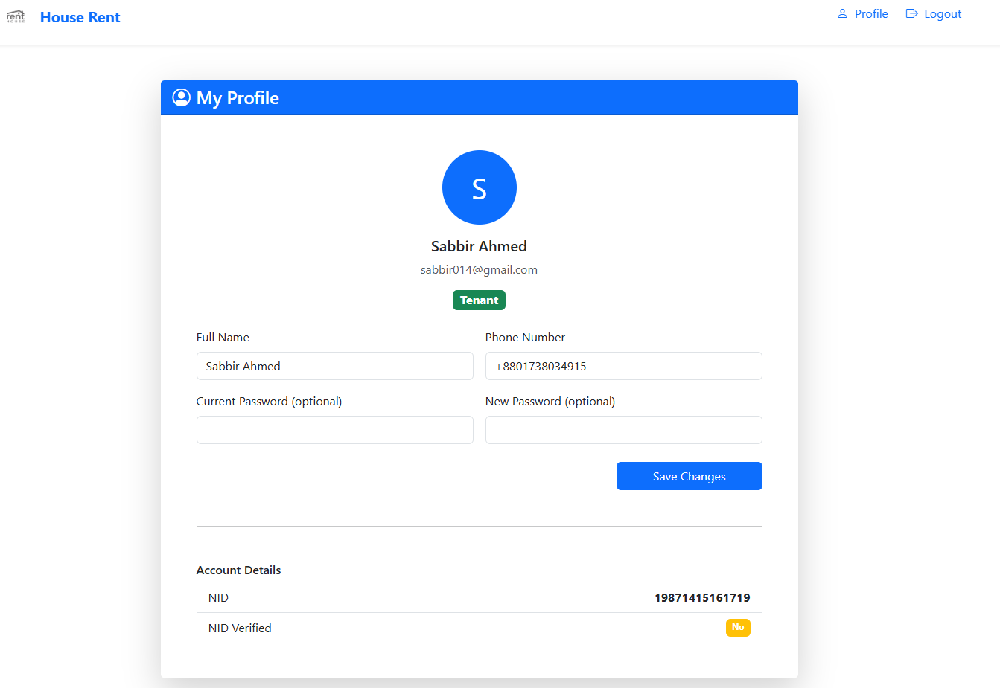 rent
HOUSE
House Rent
Profile
Logout
My Profile
S
Sabbir Ahmed
sabbir014@gmail.com
Tenant
Full Name
Phone Number
Sabbir Ahmed
+8801738034915
Current Password (optional)
New Password (optional)
Save Changes
Account Details
NID
19871415161719
NID Verified
No